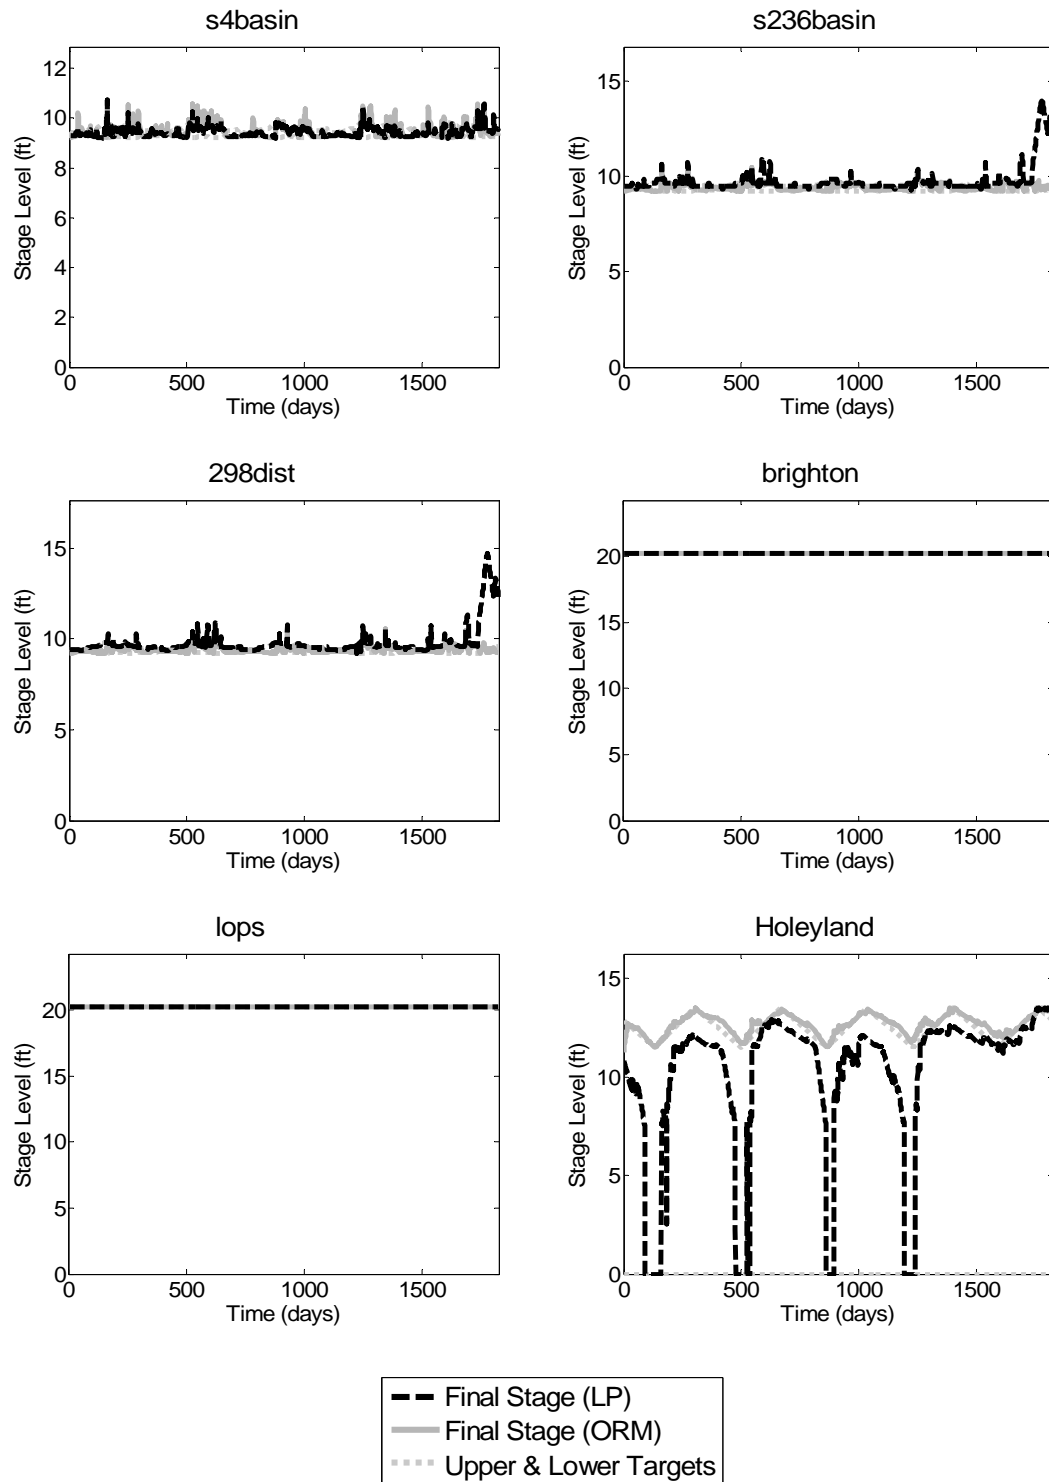 s4basin
s236basin
12
10
8
6
4
2
0
Stage Level (ft)
0 500 1000 1500
Time (days)
15
10
5
0
Stage Level (ft)
0 500 1000 1500
Time (days)
298dist
brighton
15
10
5
0
Stage Level (ft)
0 500 1000 1500
Time (days)
20
15
10
5
0
Stage Level (ft)
0 500 1000 1500
Time (days)
lops
Holeyland
20
15
10
5
0
Stage Level (ft)
0 500 1000 1500
Time (days)
15
10
5
0
Stage Level (ft)
0 500 1000 1500
Time (days)
Final Stage (LP)
Final Stage (ORM)
Upper & Lower Targets